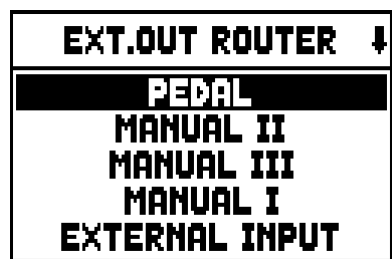 EXT.OUT ROUTER
PEDAL
MANUAL II
MANUAL III
MANUAL I
EXTERNAL INPUT